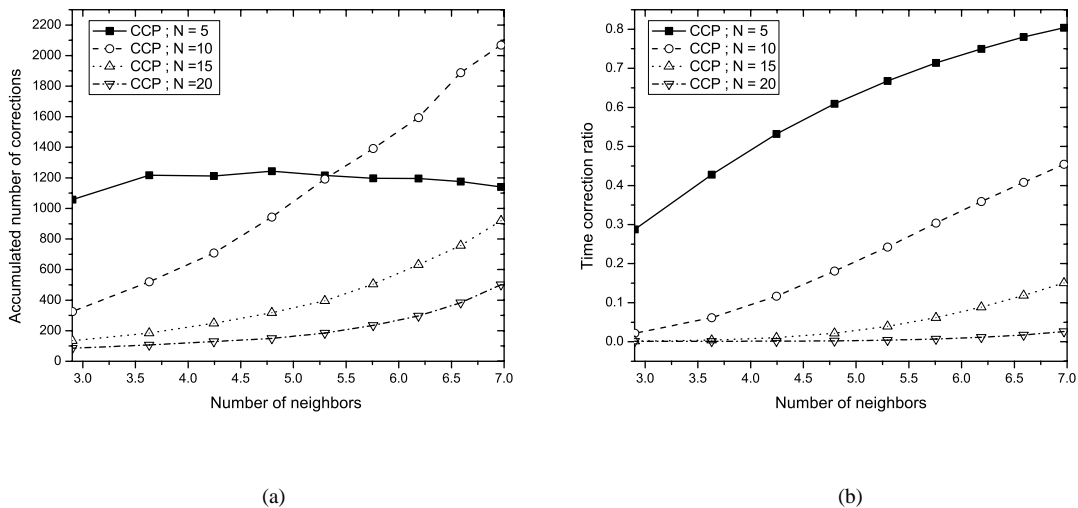 2200
2000
1800
1600
1400
1200
1000
800
600
400
200
0
Accumulated number of corrections
CCP ; N = 5
CCP ; N =10
CCP ; N =15
CCP ; N =20
3.0 3.5 4.0 4.5 5.0 5.5 6.0 6.5 7.0
Number of neighbors
(a)
0.8
0.7
0.6
0.5
0.4
0.3
0.2
0.1
0.0
Time correction ratio
CCP ; N = 5
CCP ; N = 10
CCP ; N = 15
CCP ; N = 20
3.0 3.5 4.0 4.5 5.0 5.5 6.0 6.5 7.0
Number of neighbors
(b)